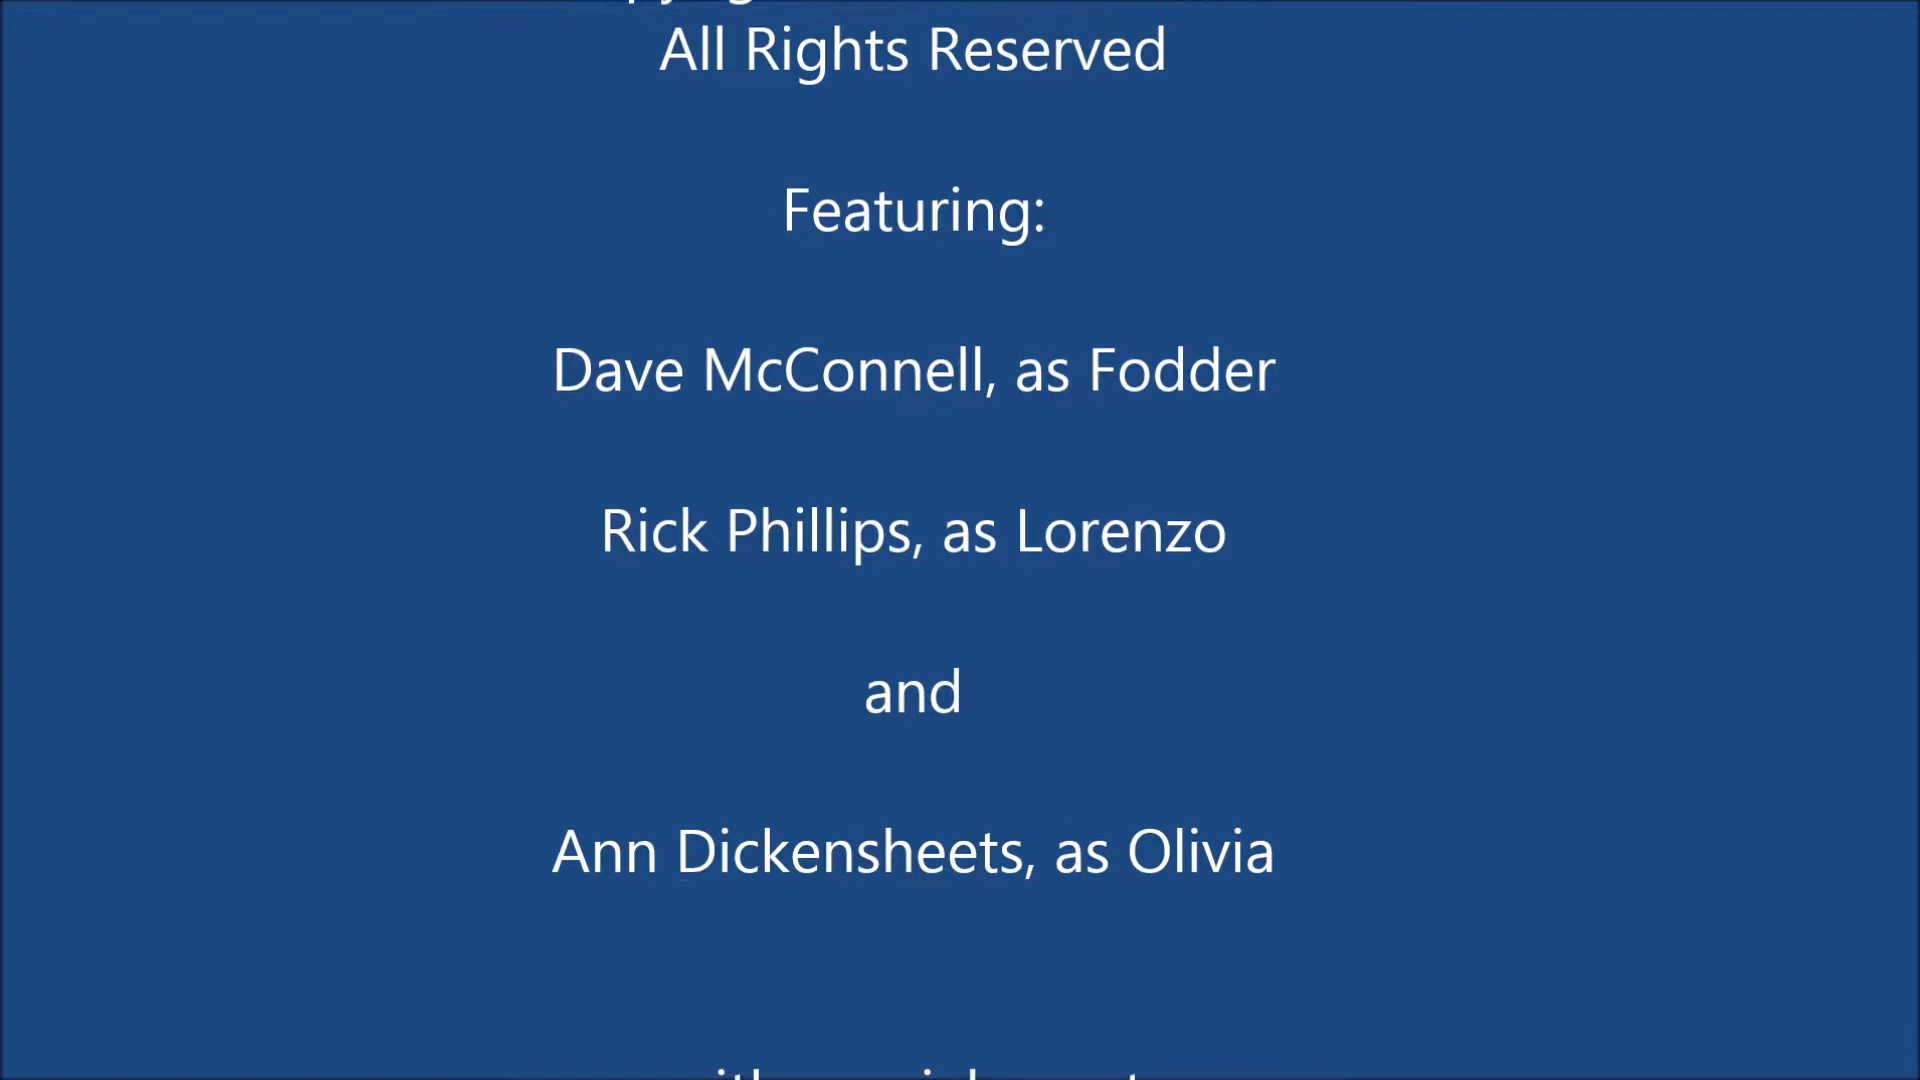 All Rights Reserved
Featuring:
Dave McConnell, as Fodder
Rick Phillips, as Lorenzo
and
Ann Dickensheets, as Olivia